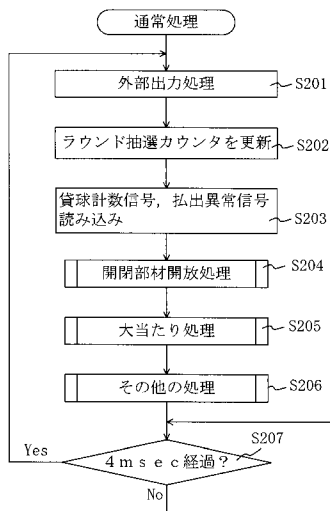 通常処理
外部出力処理
S201
ラウンド抽選カウンタを更新
S202
貸球計数信号，払出異常信号
読み込み
S203
開閉部材開放処理
S204
大当たり処理
S205
その他の処理
S206
S207
Yes
4msec経過？
No